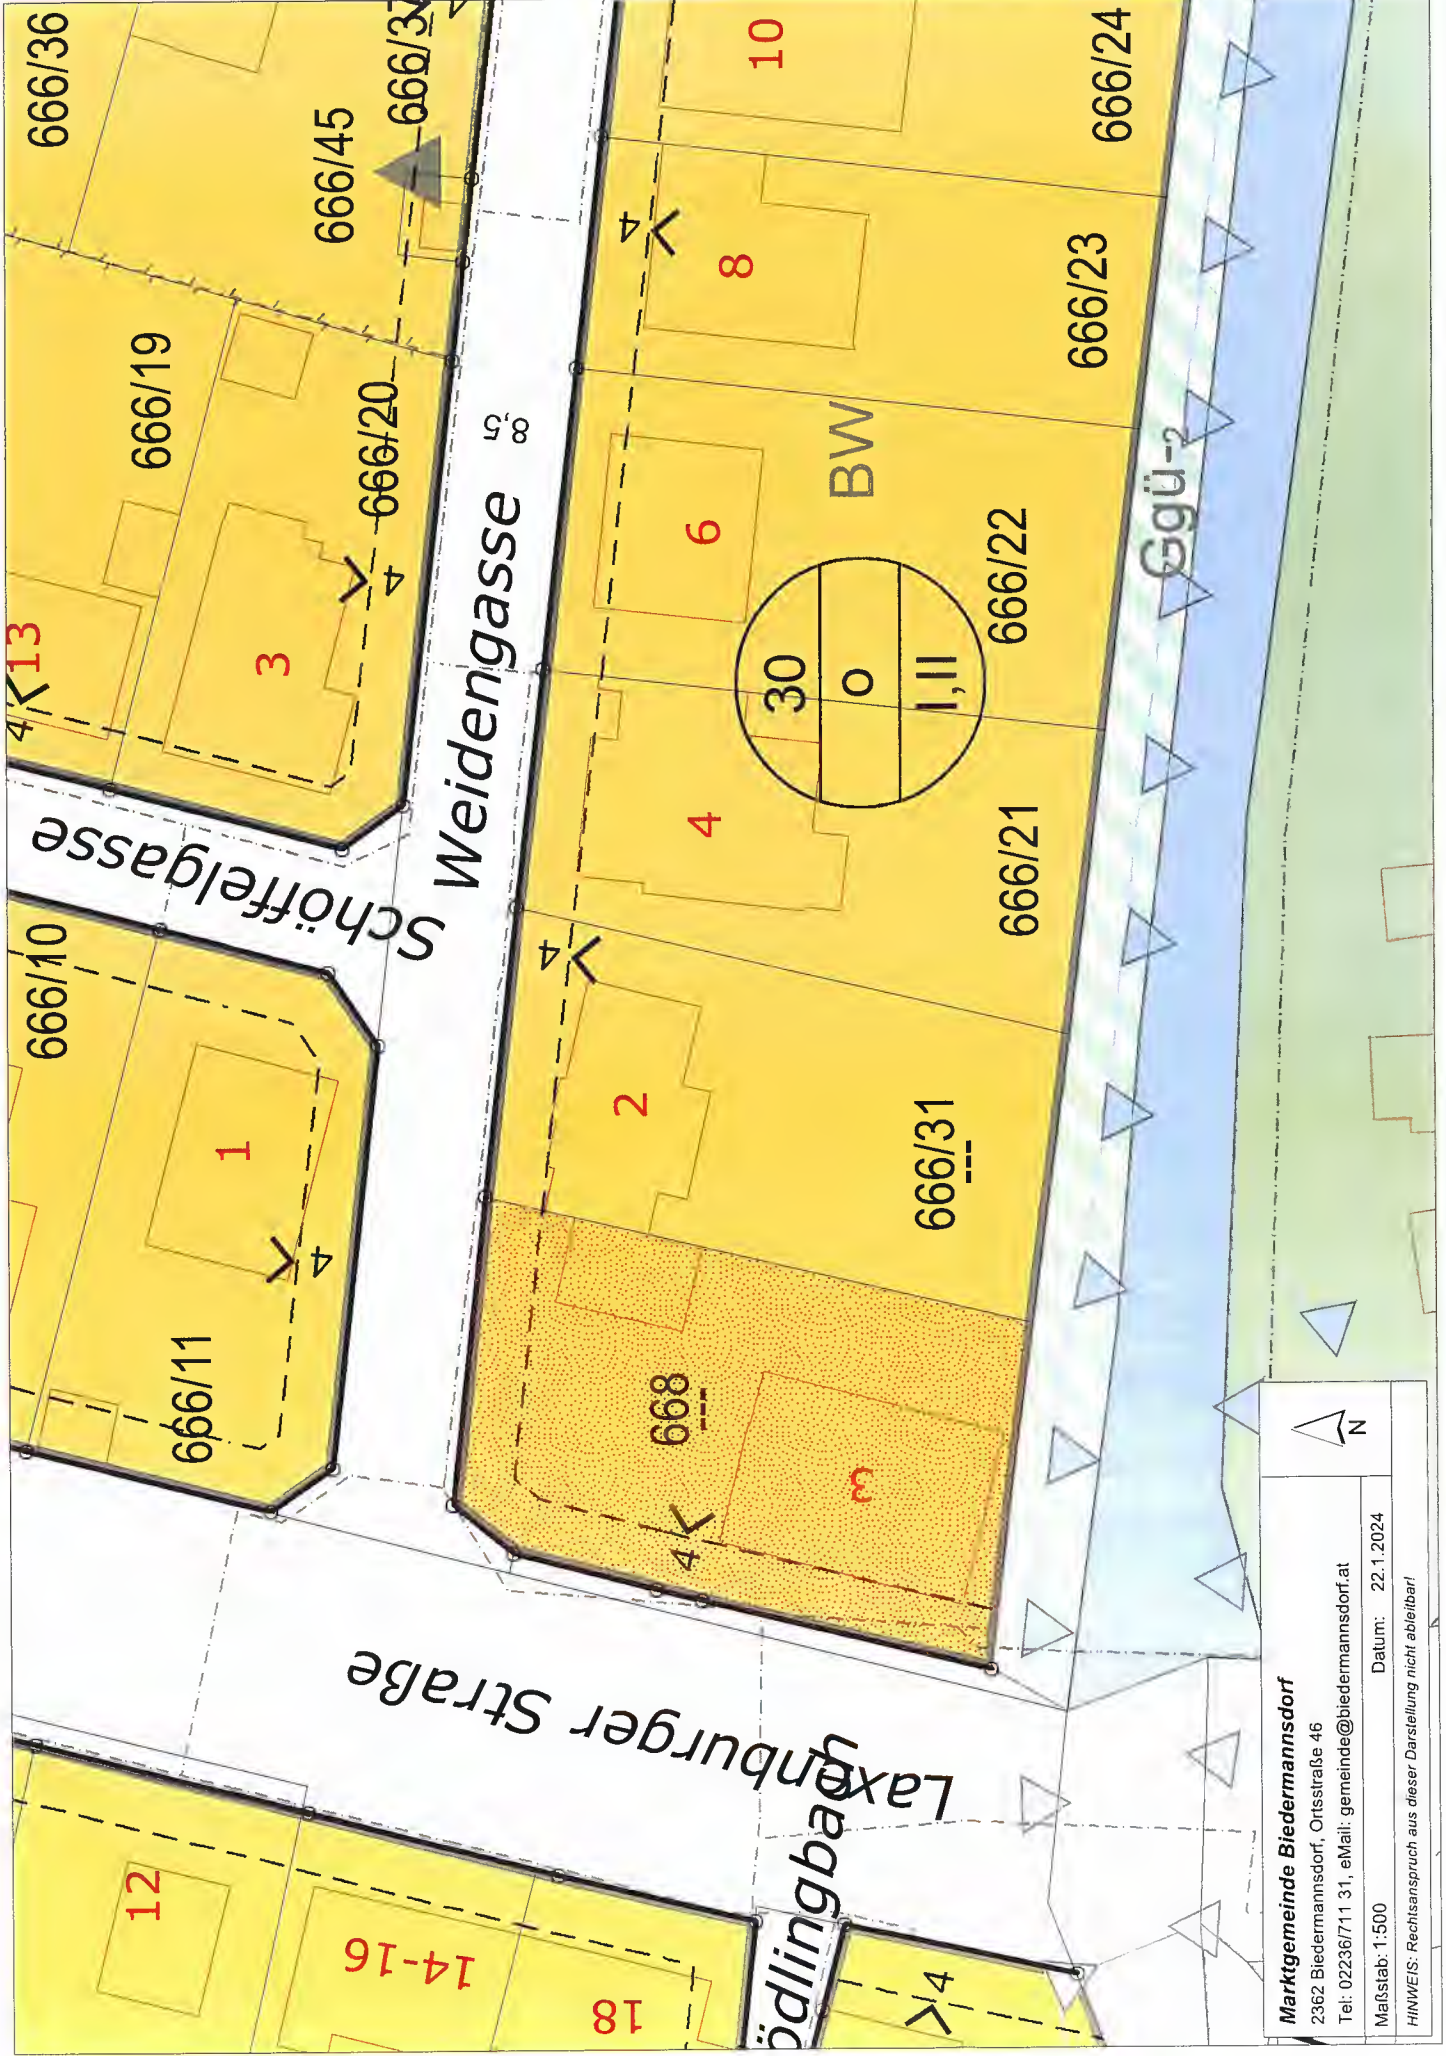 666/36
666/45
666/19
666/20
8,5
13
4
3
4
Schöffelgasse
Weidengasse
666/10
1
4
666/11
10
666/24
4
8
666/23
6
BW
666/22
30
o
I,II
4
666/21
4
2
666/31
Ggü-2
668
3
4
Laxenburger Straße
12
14-16
18
4
Marktgemeinde Biedermannsdorf
2362 Biedermannsdorf, Ortsstraße 46
Tel: 02236/711 31, eMail: gemeinde@biedermannsdorf.at
Maßstab: 1:500 Datum: 22.1.2024
HINWEIS: Rechtsanspruch aus dieser Darstellung nicht ableitbar!
N